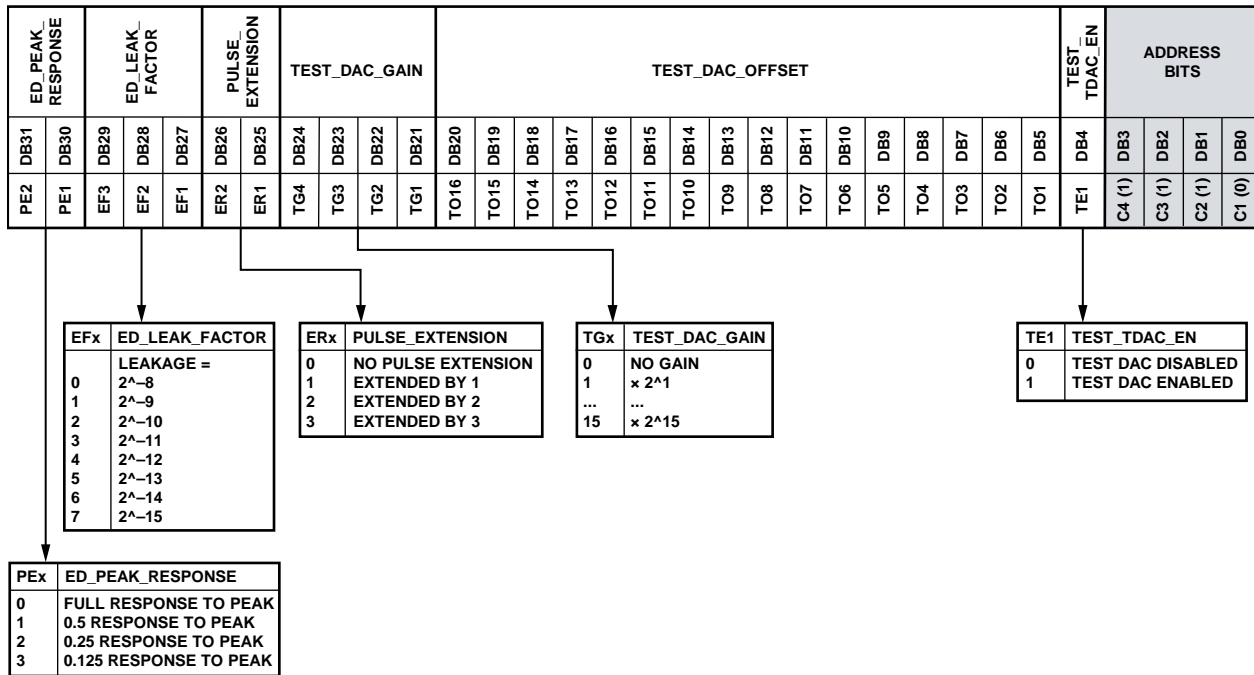 ED_PEAK_
RESPONSE
ED_LEAK_
FACTOR
PULSE_
EXTENSION
TEST_DAC_GAIN
TEST_DAC_OFFSET
TEST_
TDAC_EN
ADDRESS
BITS
DB31 DB30 DB29 DB28 DB27 DB26 DB25 DB24 DB23 DB22 DB21 DB20 DB19 DB18 DB17 DB16 DB15 DB14 DB13 DB12 DB11 DB10 DB9 DB8 DB7 DB6 DB5 DB4 DB3 DB2 DB1 DB0
PE2 PE1 EF3 EF2 EF1 ER2 ER1 TG4 TG3 TG2 TG1 TO16 TO15 TO14 TO13 TO12 TO11 TO10 TO9 TO8 TO7 TO6 TO5 TO4 TO3 TO2 TO1 TE1 C4 (1) C3 (1) C2 (1) C1 (0)
EFx ED_LEAK_FACTOR
LEAKAGE =
0 2^–8
1 2^–9
2 2^–10
3 2^–11
4 2^–12
5 2^–13
6 2^–14
7 2^–15
ERx PULSE_EXTENSION
0 NO PULSE EXTENSION
1 EXTENDED BY 1
2 EXTENDED BY 2
3 EXTENDED BY 3
TGx TEST_DAC_GAIN
0 NO GAIN
1 × 2^1
... ...
15 × 2^15
TE1 TEST_TDAC_EN
0 TEST DAC DISABLED
1 TEST DAC ENABLED
PEx ED_PEAK_RESPONSE
0 FULL RESPONSE TO PEAK
1 0.5 RESPONSE TO PEAK
2 0.25 RESPONSE TO PEAK
3 0.125 RESPONSE TO PEAK